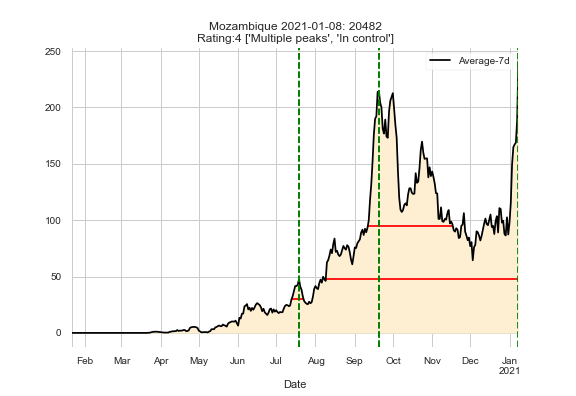 Mozambique 2021-01-08: 20482
Rating:4 ['Multiple peaks', 'In control']
Average-7d
250
200
150
100
50
0
Feb Mar Apr May Jun Jul Aug Sep Oct Nov Dec Jan
2021
Date